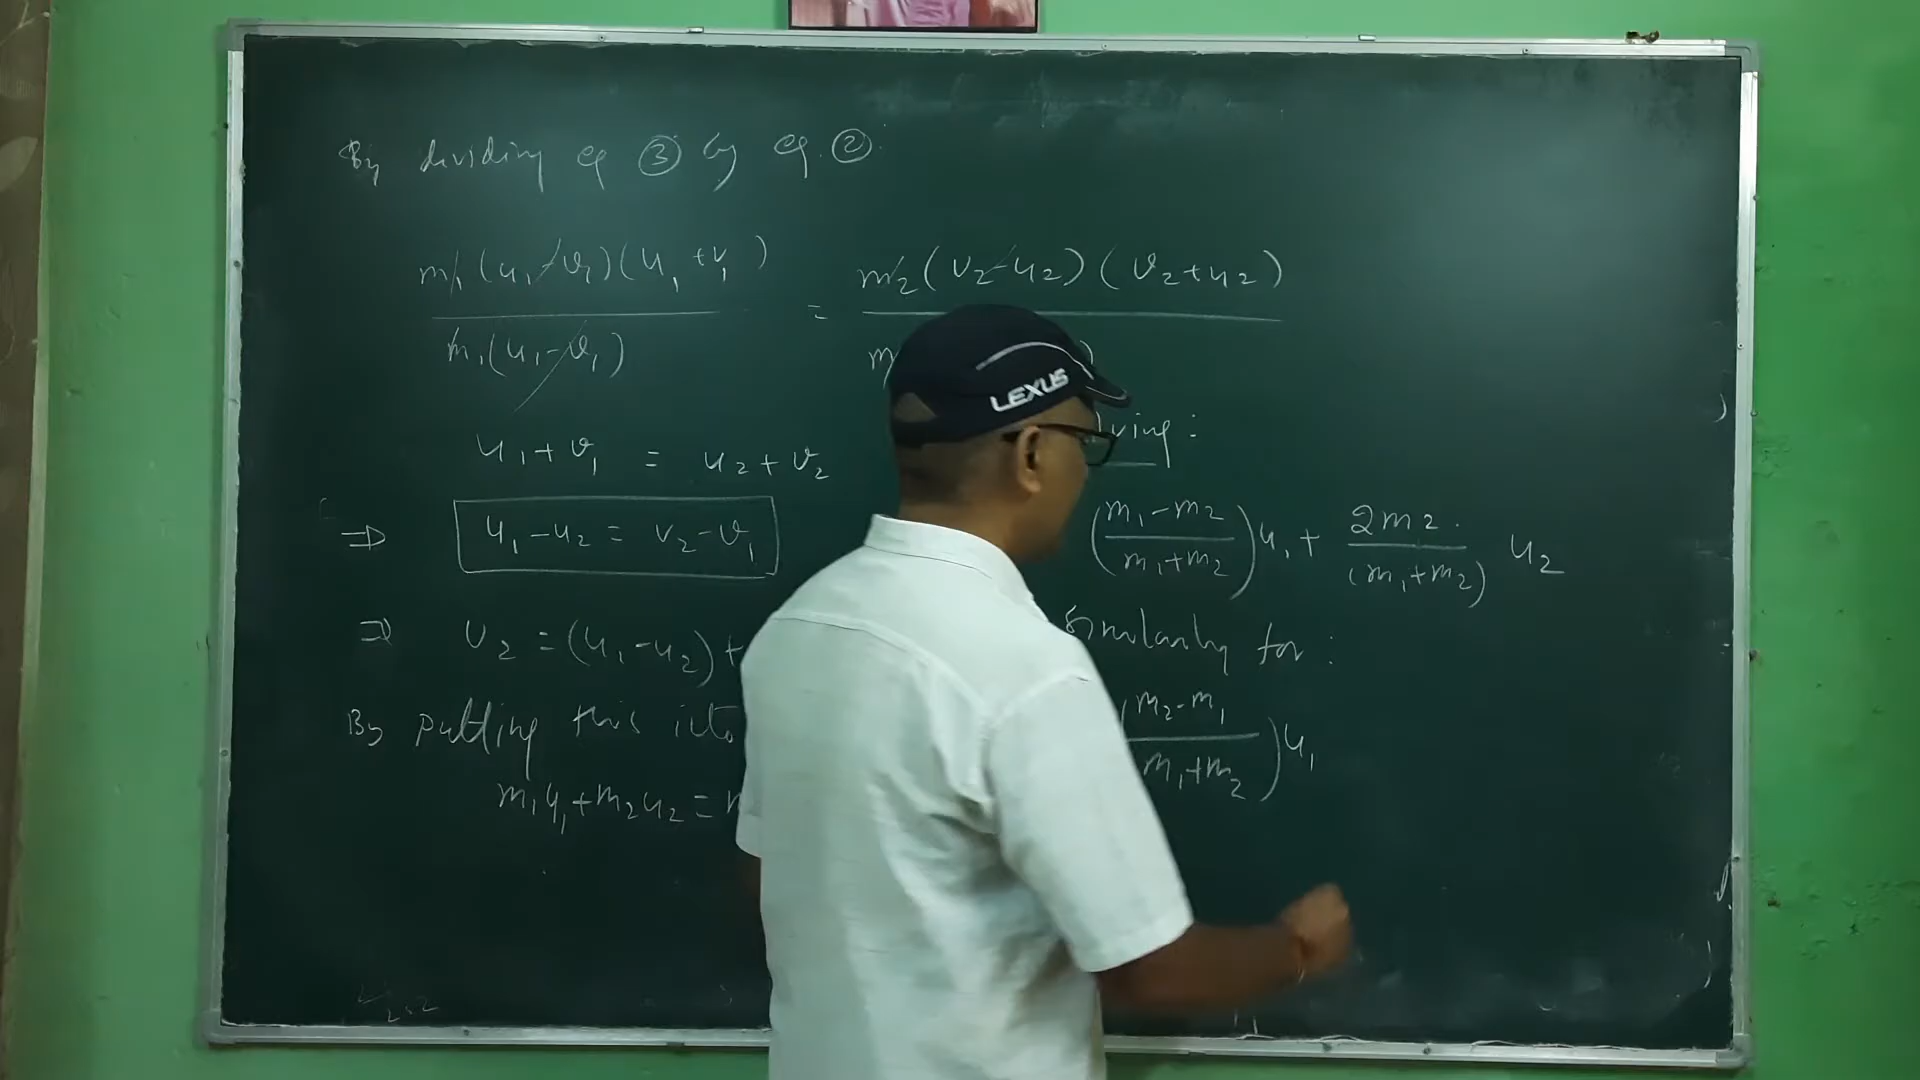 By dividing eq ③ by eq. ②.
m₁(u₁-v₁)(u₁+v₁) / m₁(u₁-v₁) = m₂(v₂-u₂)(v₂+u₂) / m
u₁+v₁ = u₂+v₂
⇒ u₁-u₂ = v₂-v₁
⇒ v₂ = (u₁-u₂)+
By putting this into
m₁u₁+m₂u₂ =
lving :
((m₁-m₂)/(m₁+m₂))u₁ + 2m₂/(m₁+m₂) u₂
Similarly for :
(m₂-m₁ / m₁+m₂)u₁
LEXUS